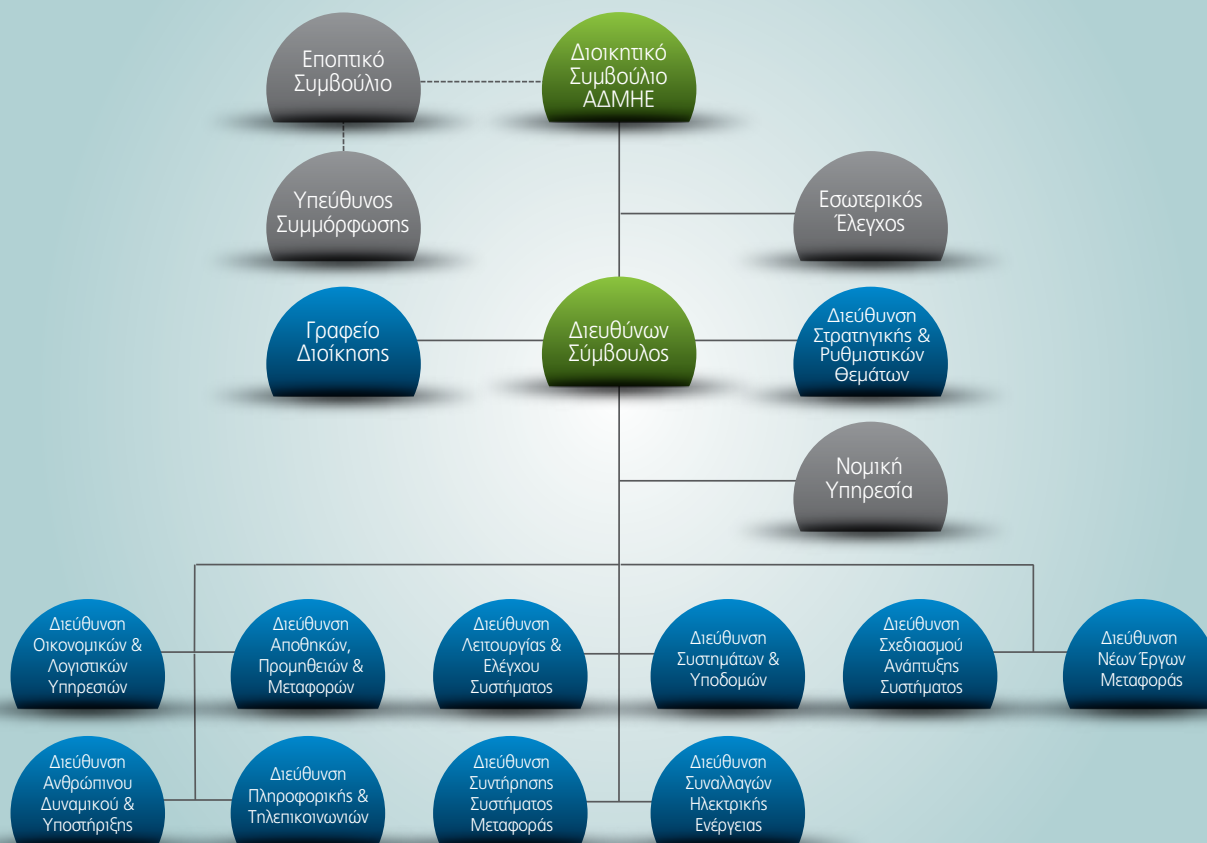 Εποπτικό
Συμβούλιο
Διοικητικό
Συμβούλιο
ΑΔΜΗΕ
Υπεύθυνος
Συμμόρφωσης
Εσωτερικός
Έλεγχος
Γραφείο
Διοίκησης
Διευθύνων
Σύμβουλος
Διεύθυνση
Στρατηγικής &
Ρυθμιστικών
Θεμάτων
Νομική
Υπηρεσία
Διεύθυνση
Οικονομικών &
Λογιστικών
Υπηρεσιών
Διεύθυνση
Αποθηκών,
Προμηθειών &
Μεταφορών
Διεύθυνση
Λειτουργίας &
Ελέγχου
Συστήματος
Διεύθυνση
Συστημάτων &
Υποδομών
Διεύθυνση
Σχεδιασμού
Ανάπτυξης
Συστήματος
Διεύθυνση
Νέων Έργων
Μεταφοράς
Διεύθυνση
Ανθρώπινου
Δυναμικού &
Υποστήριξης
Διεύθυνση
Πληροφορικής &
Τηλεπικοινωνιών
Διεύθυνση
Συντήρησης
Συστήματος
Μεταφοράς
Διεύθυνση
Συναλλαγών
Ηλεκτρικής
Ενέργειας